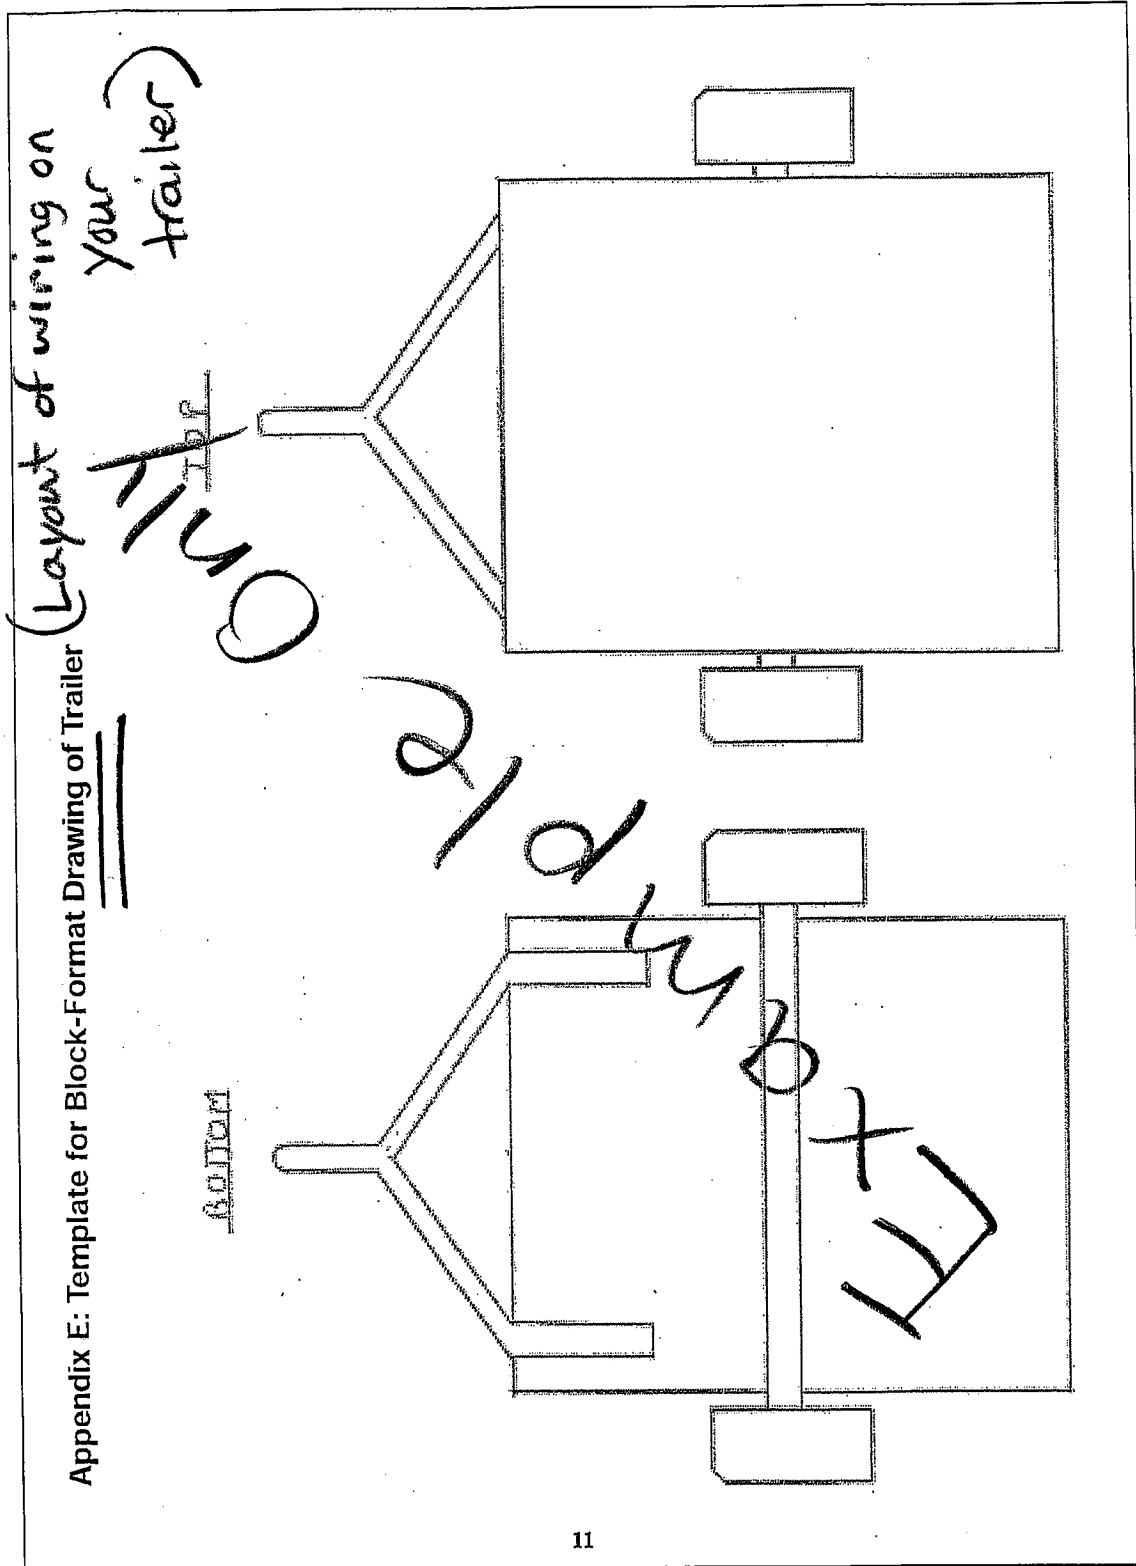 Appendix E: Template for Block-Format Drawing of Trailer (Layout of wiring on
your
trailer)
BOTTOM
TOP
Example Only
11